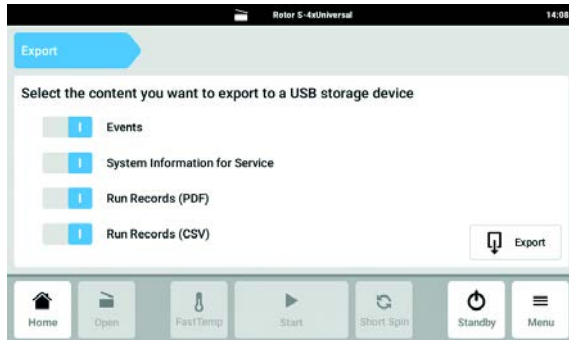 Rotor S-4xUniversal 14:08
Export
Select the content you want to export to a USB storage device
Events
System Information for Service
Run Records (PDF)
Run Records (CSV)
Export
Home Open FastTemp Start Short Spin Standby Menu